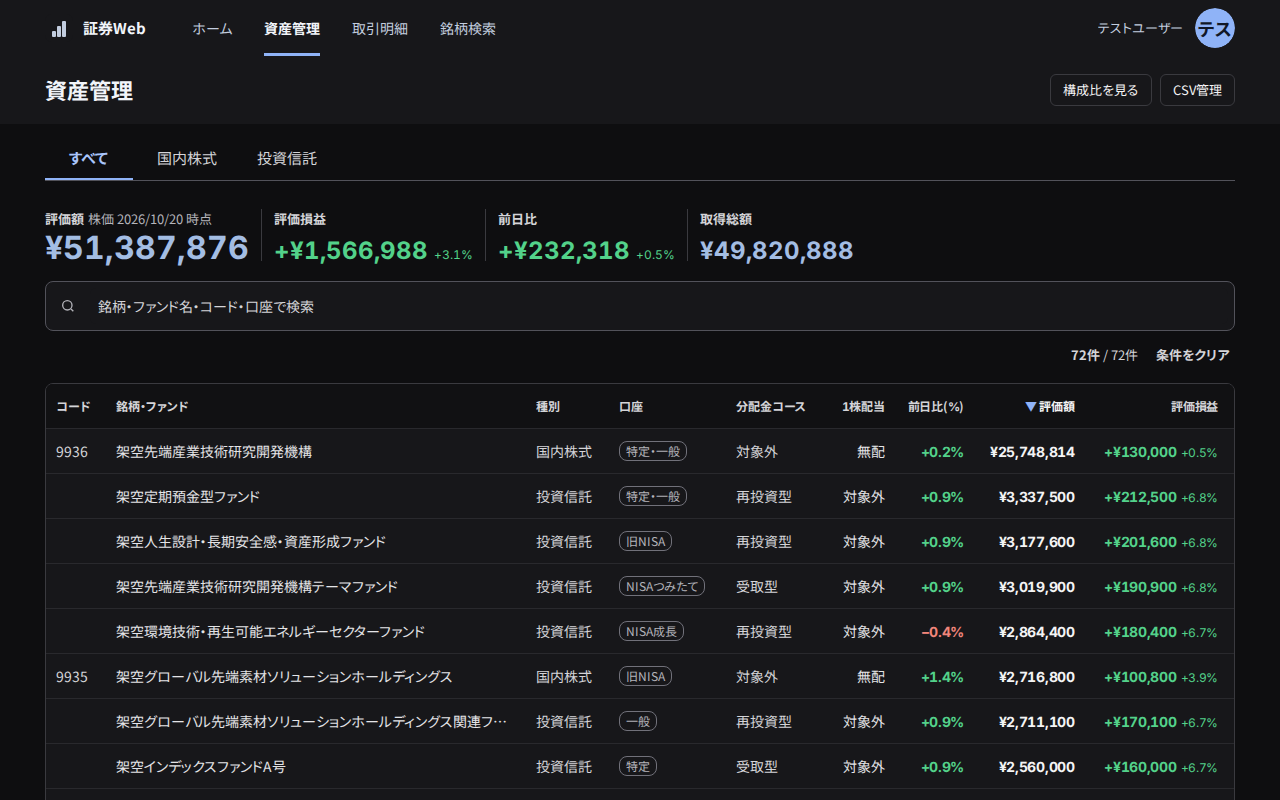 証券Web ホーム 資産管理 取引明細 銘柄検索 テストユーザー テス
資産管理 構成比を見る CSV管理
すべて 国内株式 投資信託
評価額 株価 2026/10/20 時点 評価損益 前日比 取得総額
¥51,387,876 +¥1,566,988 +3.1% +¥232,318 +0.5% ¥49,820,888
銘柄・ファンド名・コード・口座で検索
72件 / 72件 条件をクリア
コード 銘柄・ファンド 種別 口座 分配金コース 1株配当 前日比(%) ▼評価額 評価損益
9936 架空先端産業技術研究開発機構 国内株式 特定・一般 対象外 無配 +0.2% ¥25,748,814 +¥130,000 +0.5%
架空定期預金型ファンド 投資信託 特定・一般 再投資型 対象外 +0.9% ¥3,337,500 +¥212,500 +6.8%
架空人生設計・長期安全感・資産形成ファンド 投資信託 旧NISA 再投資型 対象外 +0.9% ¥3,177,600 +¥201,600 +6.8%
架空先端産業技術研究開発機構テーマファンド 投資信託 NISAつみたて 受取型 対象外 +0.9% ¥3,019,900 +¥190,900 +6.8%
架空環境技術・再生可能エネルギーセクターファンド 投資信託 NISA成長 再投資型 対象外 −0.4% ¥2,864,400 +¥180,400 +6.7%
9935 架空グローバル先端素材ソリューションホールディングス 国内株式 旧NISA 対象外 無配 +1.4% ¥2,716,800 +¥100,800 +3.9%
架空グローバル先端素材ソリューションホールディングス関連フ… 投資信託 一般 再投資型 対象外 +0.9% ¥2,711,100 +¥170,100 +6.7%
架空インデックスファンドA号 投資信託 特定 受取型 対象外 +0.9% ¥2,560,000 +¥160,000 +6.7%